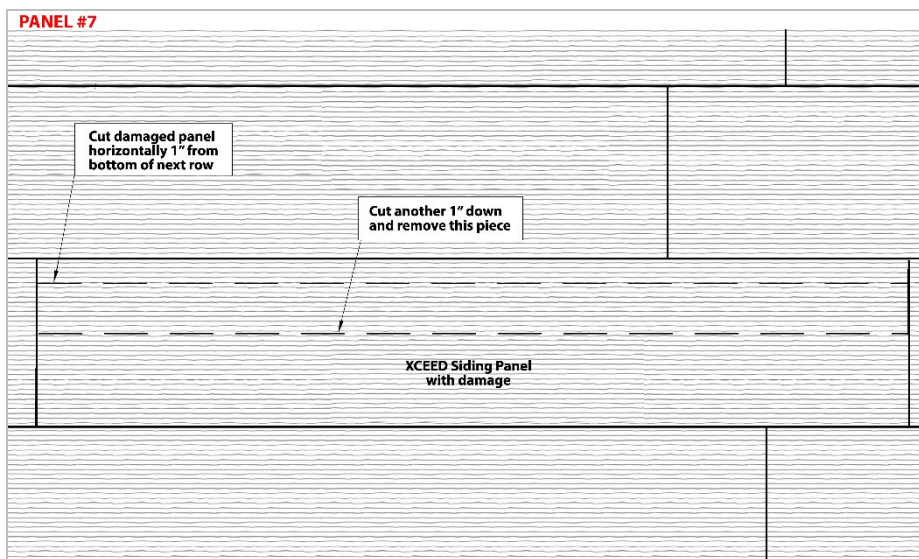 PANEL #7
Cut damaged panel
horizontally 1" from
bottom of next row
Cut another 1" down
and remove this piece
XCEED Siding Panel
with damage